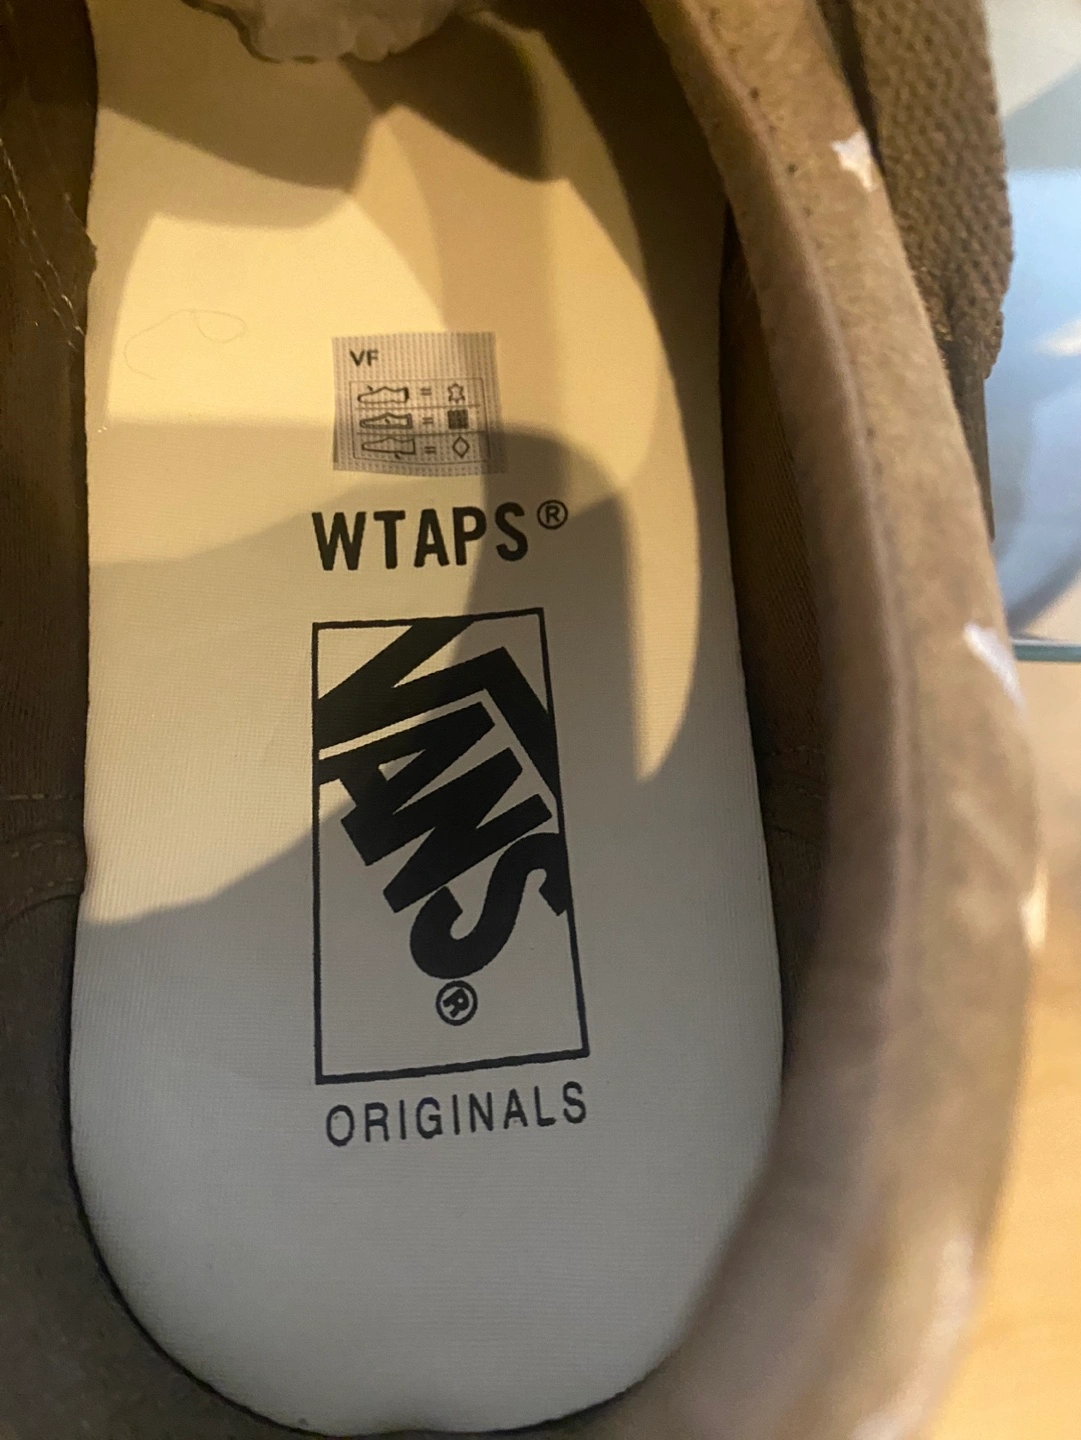 VF
=
=
=
WTAPS®
VANS
®
ORIGINALS